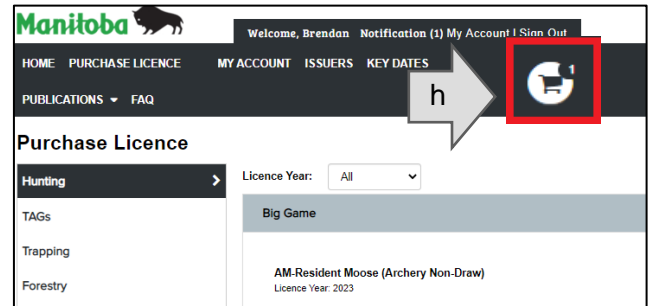 Manitoba
Welcome, Brendan Notification (1) My Account | Sign Out
HOME PURCHASE LICENCE MY ACCOUNT ISSUERS KEY DATES
PUBLICATIONS FAQ
h
1
Purchase Licence
Hunting
Licence Year: All
TAGs
Big Game
Trapping
AM-Resident Moose (Archery Non-Draw)
Forestry
Licence Year: 2023